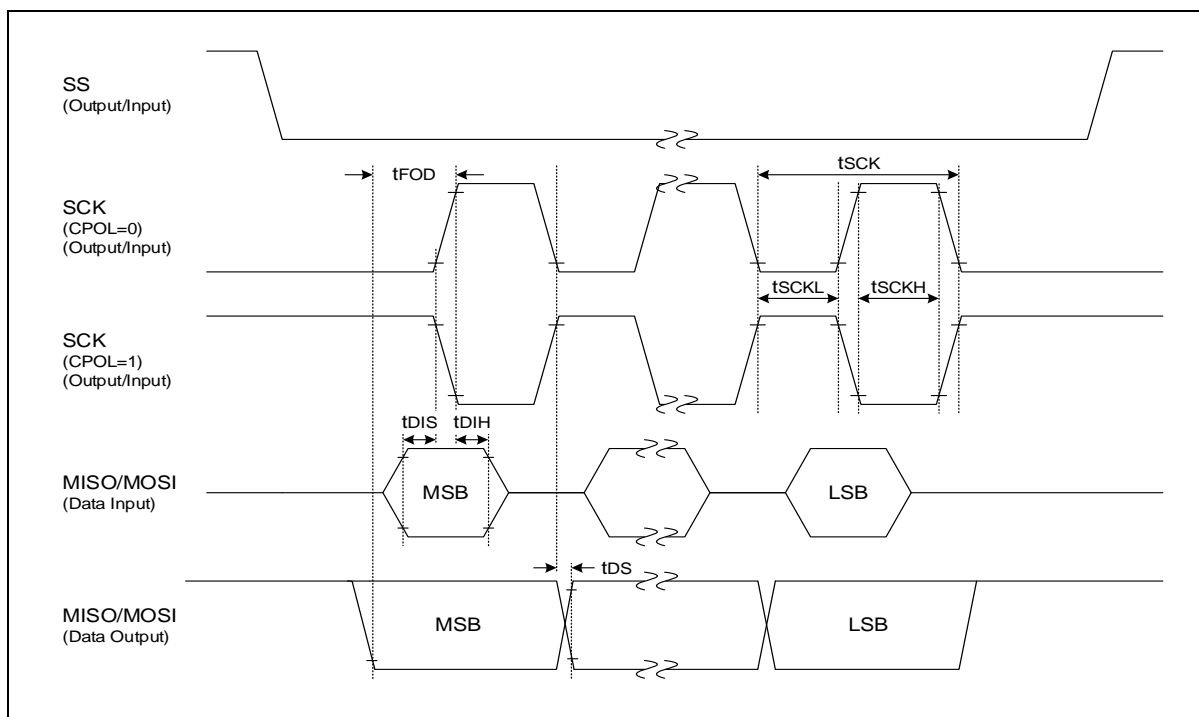 SS
(Output/Input)
tFOD
tSCK
SCK
(CPOL=0)
(Output/Input)
tSCKL
tSCKH
SCK
(CPOL=1)
(Output/Input)
tDIS
tDIH
MISO/MOSI
(Data Input)
MSB
LSB
tDS
MISO/MOSI
(Data Output)
MSB
LSB